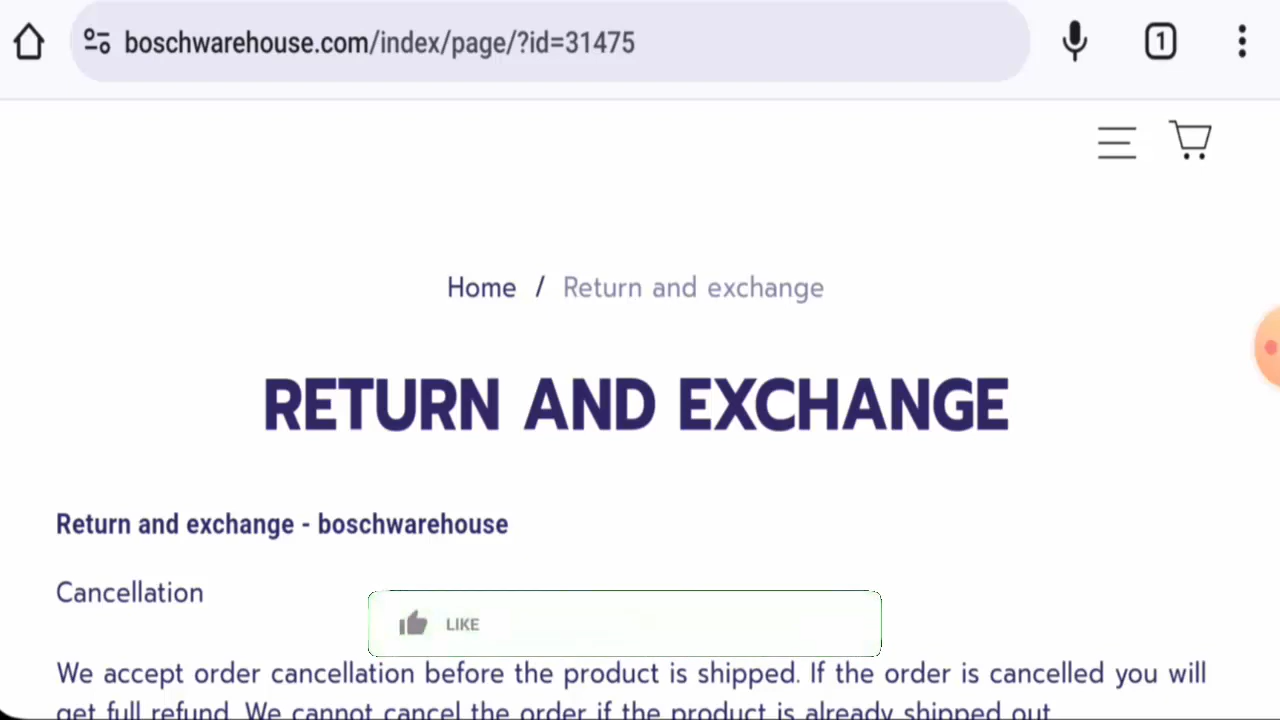 boschwarehouse.com/index/page/?id=31475
1
Home / Return and exchange
RETURN AND EXCHANGE
Return and exchange - boschwarehouse
Cancellation
LIKE
We accept order cancellation before the product is shipped. If the order is cancelled you will
get full refund. We cannot cancel the order if the product is already shipped out.